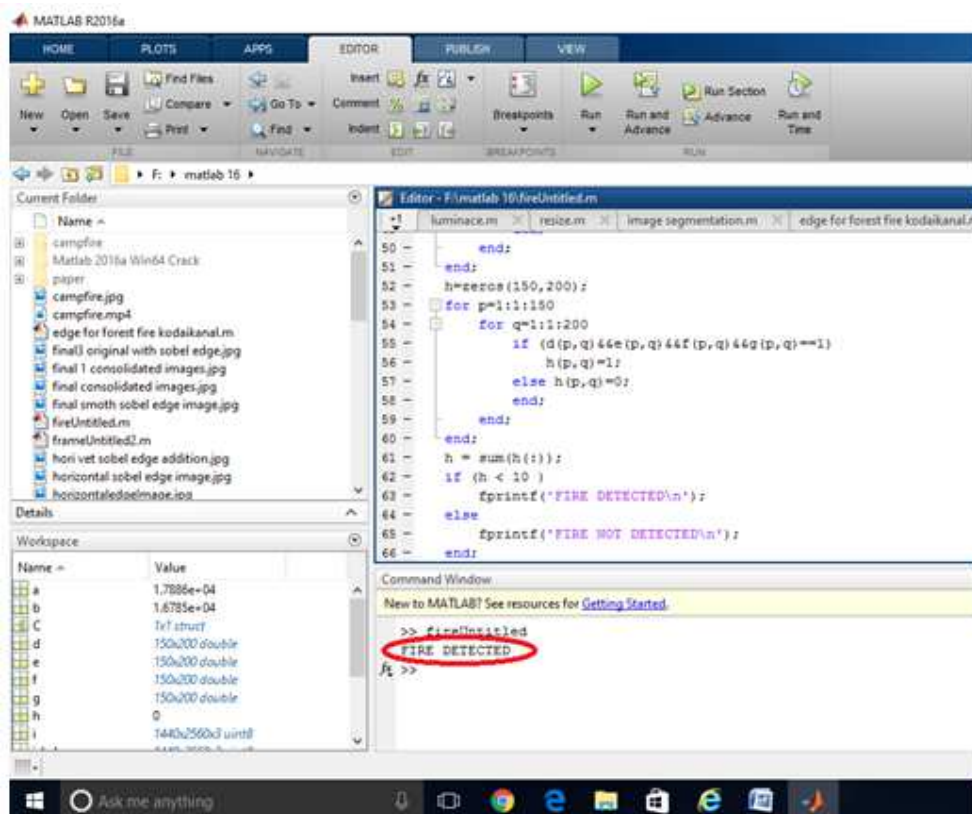 MATLAB R2016a
HOME PLOTS APPS EDITOR PUBLISH VIEW
New Open Save Find Files Compare Print Go To Find Insert fx Comment Indent Breakpoints Run Run and Advance Run Section Advance Run and Time
FILE NAVIGATE EDIT BREAKPOINTS RUN
F: matlab 16
Current Folder
Name
campfire
Matlab 2016a Win64 Crack
paper
campfire.jpg
campfire.mp4
edge for forest fire kodaikanal.m
final3 original with sobel edge.jpg
final 1 consolidated images.jpg
final consolidated images.jpg
final smoth sobel edge image.jpg
fireUntitled.m
frameUntitled2.m
hori vet sobel edge addition.jpg
horizontal sobel edge image.jpg
horizontaledgeImage.jpg
Details
Workspace
Name Value
a 1.7886e+04
b 1.6785e+04
C 1x1 struct
d 150x200 double
e 150x200 double
f 150x200 double
g 150x200 double
h 0
i 1440x2560x3 uint8
Editor - F:\matlab 16\fireUntitled.m
+1 luminace.m resize.m image segmentation.m edge for forest fire kodaikanal.
50 - end;
51 - end;
52 - h=zeros(150,200);
53 - for p=1:1:150
54 - for q=1:1:200
55 - if (d(p,q)&&e(p,q)&&f(p,q)&&g(p,q)==1)
56 - h(p,q)=1;
57 - else h(p,q)=0;
58 - end;
59 - end;
60 - end;
61 - h = sum(h(:));
62 - if (h < 10 )
63 - fprintf('FIRE DETECTED\n');
64 - else
65 - fprintf('FIRE NOT DETECTED\n');
66 - end;
Command Window
New to MATLAB? See resources for Getting Started.
>> fireUntitled
FIRE DETECTED
fx >>
Ask me anything